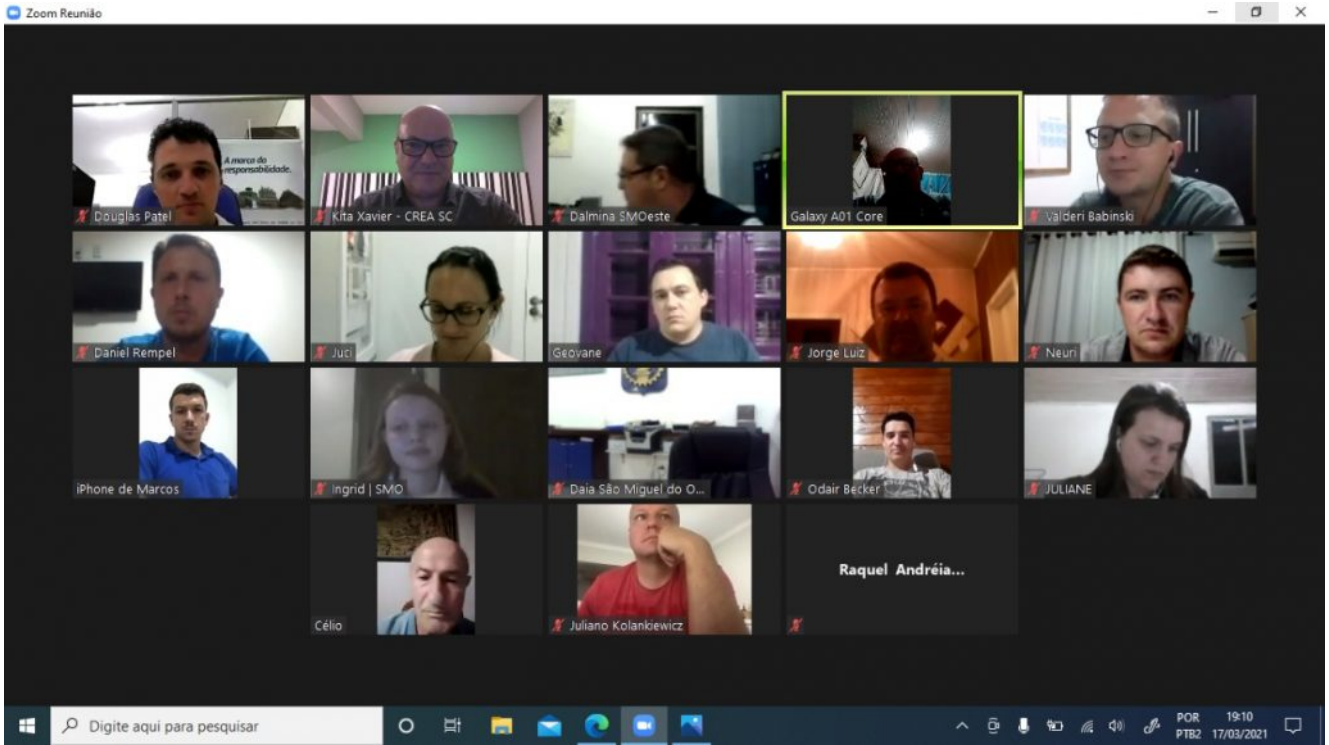 Zoom Reunião
A marca da
responsabilidade.
Douglas Patel
Kita Xavier - CREA SC
Dalmina SMOeste
Galaxy A01 Core
Valderi Babinski
Daniel Rempel
Juci
Geovane
Jorge Luiz
Neuri
iPhone de Marcos
Ingrid | SMO
Daia São Miguel do O...
Odair Becker
JULIANE
Célio
Juliano Kolankiewicz
Raquel Andréia...
Digite aqui para pesquisar
POR
PTB2
19:10
17/03/2021